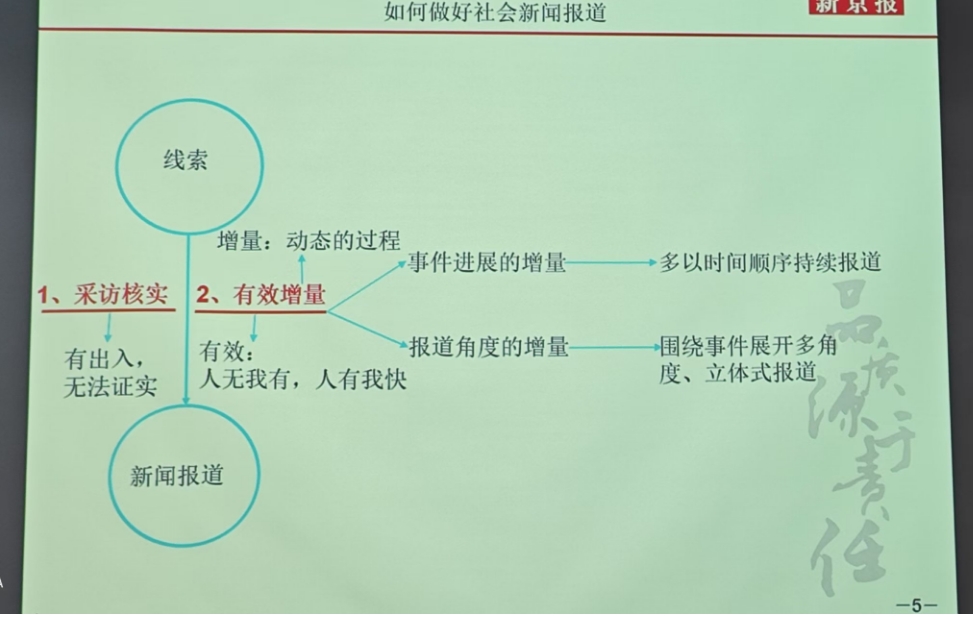 如何做好社会新闻报道
新京报
线索
增量：动态的过程
事件进展的增量
多以时间顺序持续报道
1、采访核实
2、有效增量
有出入，
无法证实
有效：
人无我有，人有我快
报道角度的增量
围绕事件展开多角
度、立体式报道
新闻报道
品质
源于
责任
—5—